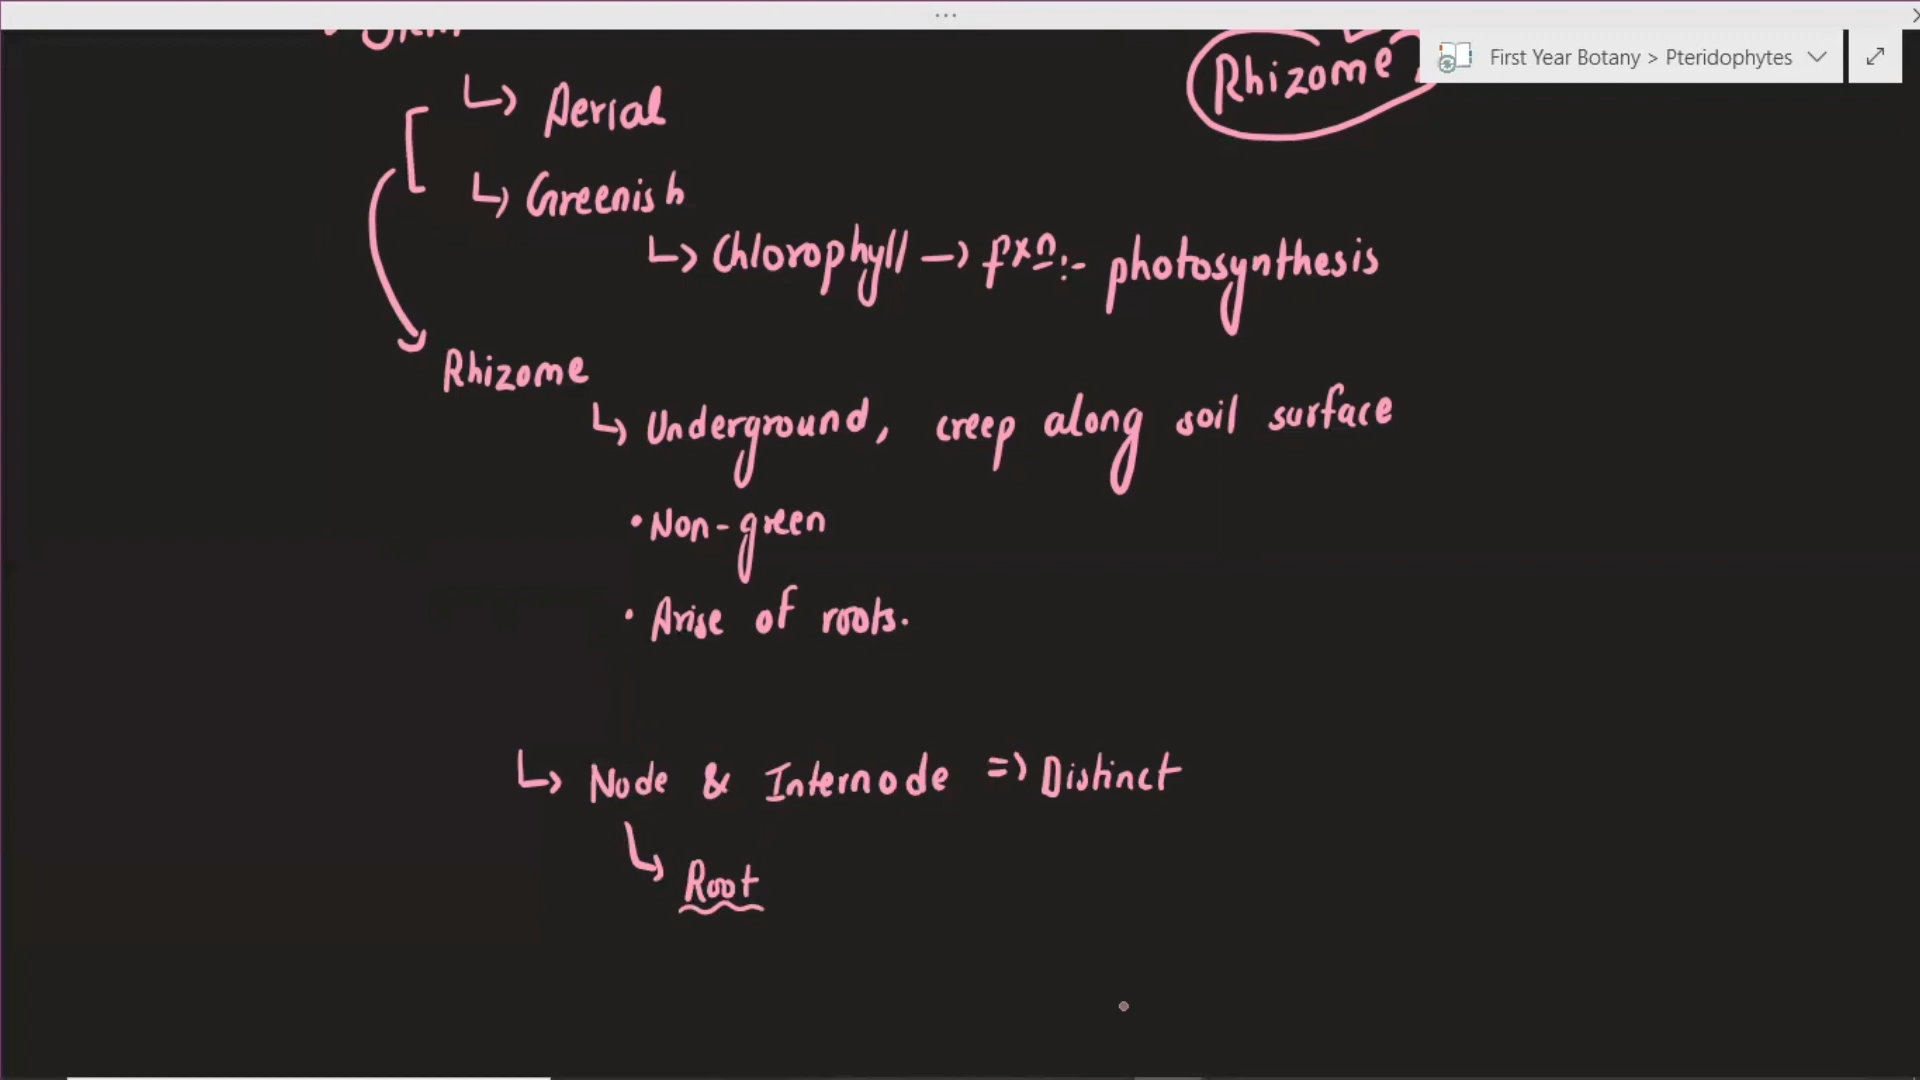 ...
Rhizome
First Year Botany > Pteridophytes
↳ Aerial
↳ Greenish
↳ Chlorophyll → fxn:- photosynthesis
Rhizome
↳ Underground, creep along soil surface
• Non-green
• Arise of roots.
↳ Node & Internode => Distinct
↳ Root